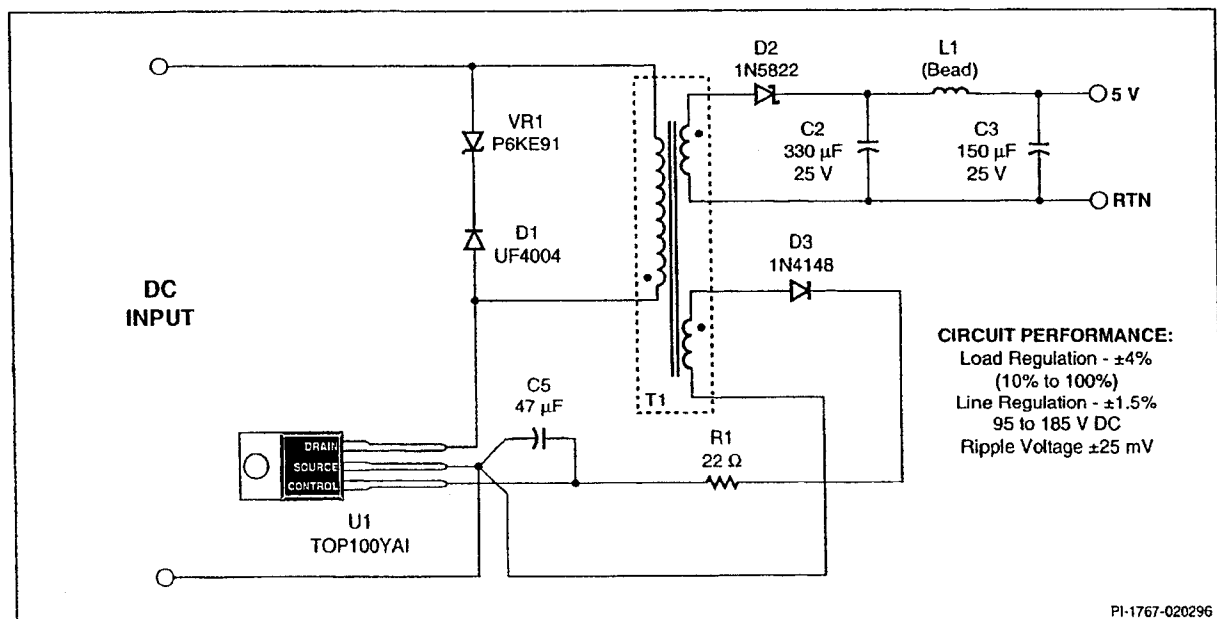 D2
1N5822
L1
(Bead)
5 V
VR1
P6KE91
C2
330 µF
25 V
C3
150 µF
25 V
RTN
D1
UF4004
D3
1N4148
DC
INPUT
CIRCUIT PERFORMANCE:
Load Regulation - ±4%
(10% to 100%)
Line Regulation - ±1.5%
95 to 185 V DC
Ripple Voltage ±25 mV
C5
47 µF
T1
R1
22 Ω
DRAIN
SOURCE
CONTROL
U1
TOP100YAI
PI-1767-020296